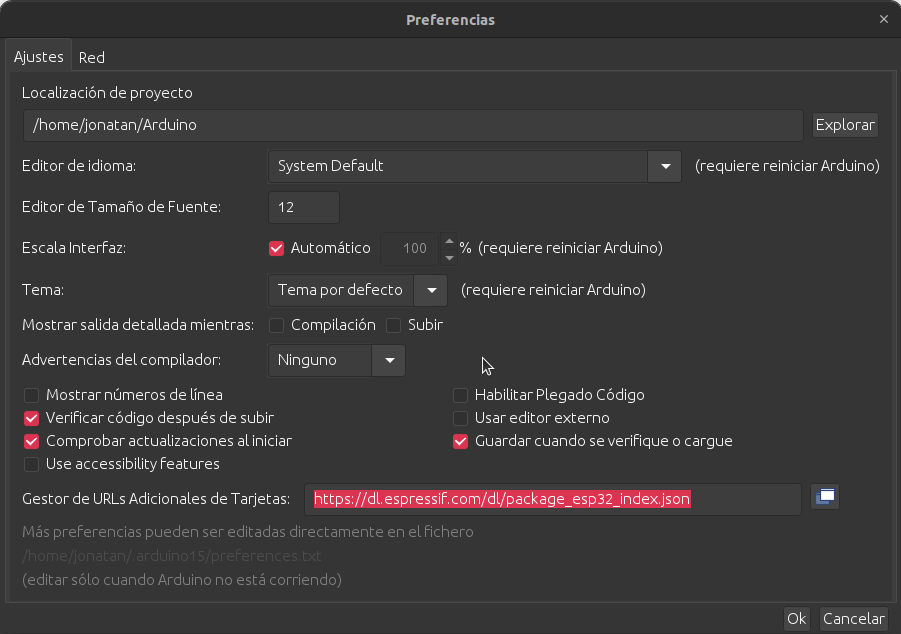 Preferencias
Ajustes Red
Localización de proyecto
/home/jonatan/Arduino Explorar
Editor de idioma: System Default (requiere reiniciar Arduino)
Editor de Tamaño de Fuente: 12
Escala Interfaz: Automático 100 % (requiere reiniciar Arduino)
Tema: Tema por defecto (requiere reiniciar Arduino)
Mostrar salida detallada mientras: Compilación Subir
Advertencias del compilador: Ninguno
Mostrar números de línea Habilitar Plegado Código
Verificar código después de subir Usar editor externo
Comprobar actualizaciones al iniciar Guardar cuando se verifique o cargue
Use accessibility features
Gestor de URLs Adicionales de Tarjetas: https://dl.espressif.com/dl/package_esp32_index.json
Más preferencias pueden ser editadas directamente en el fichero
/home/jonatan/.arduino15/preferences.txt
(editar sólo cuando Arduino no está corriendo)
Ok Cancelar